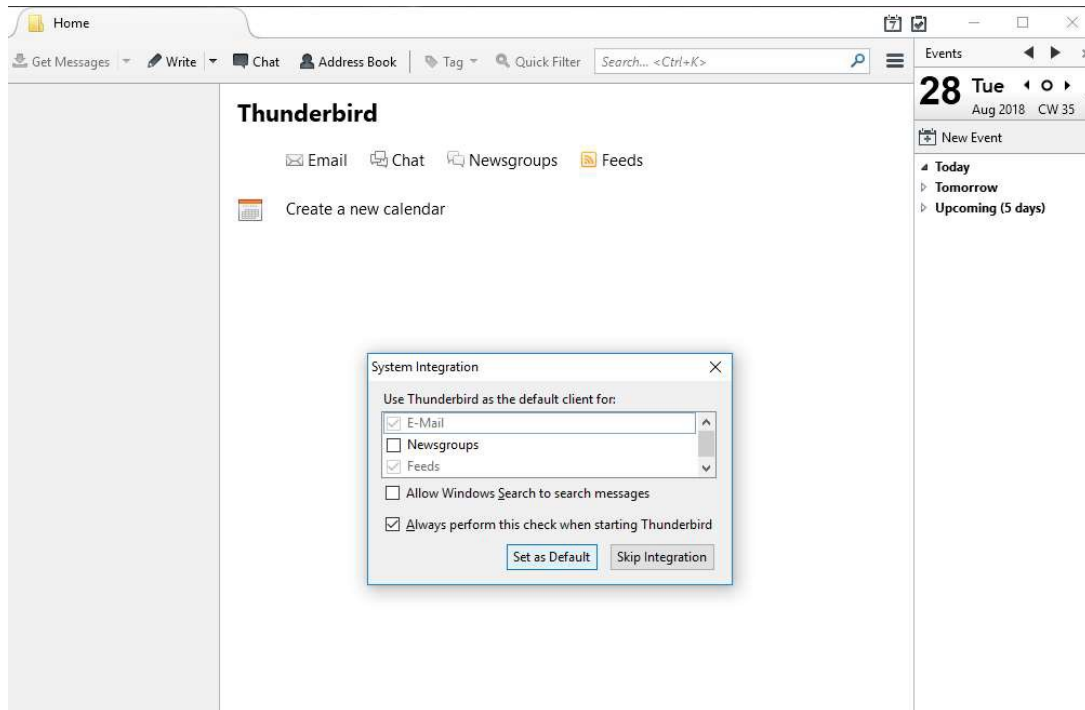 Home
7
Get Messages Write Chat Address Book Tag Quick Filter Search... <Ctrl+K>
Events
28 Tue
Aug 2018 CW 35
New Event
Today
Tomorrow
Upcoming (5 days)
Thunderbird
Email Chat Newsgroups Feeds
Create a new calendar
System Integration
Use Thunderbird as the default client for:
E-Mail
Newsgroups
Feeds
Allow Windows Search to search messages
Always perform this check when starting Thunderbird
Set as Default Skip Integration